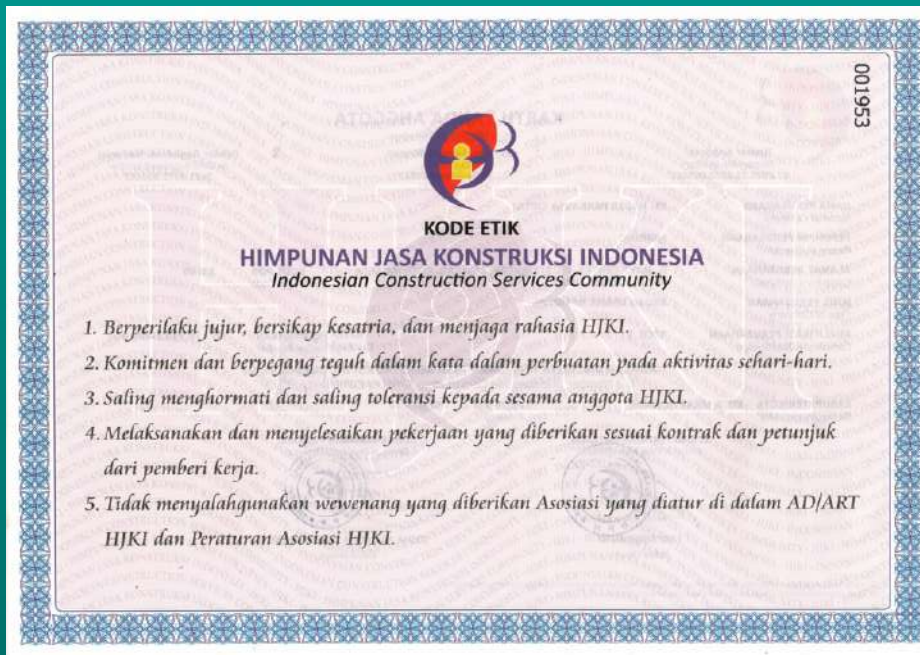 001953
KODE ETIK
HIMPUNAN JASA KONSTRUKSI INDONESIA
Indonesian Construction Services Community
1. Berperilaku jujur, bersikap kesatria, dan menjaga rahasia HJKI.
2. Komitmen dan berpegang teguh dalam kata dalam perbuatan pada aktivitas sehari-hari.
3. Saling menghormati dan saling toleransi kepada sesama anggota HJKI.
4. Melaksanakan dan menyelesaikan pekerjaan yang diberikan sesuai kontrak dan petunjuk
dari pemberi kerja.
5. Tidak menyalahgunakan wewenang yang diberikan Asosiasi yang diatur di dalam AD/ART
HJKI dan Peraturan Asosiasi HJKI.